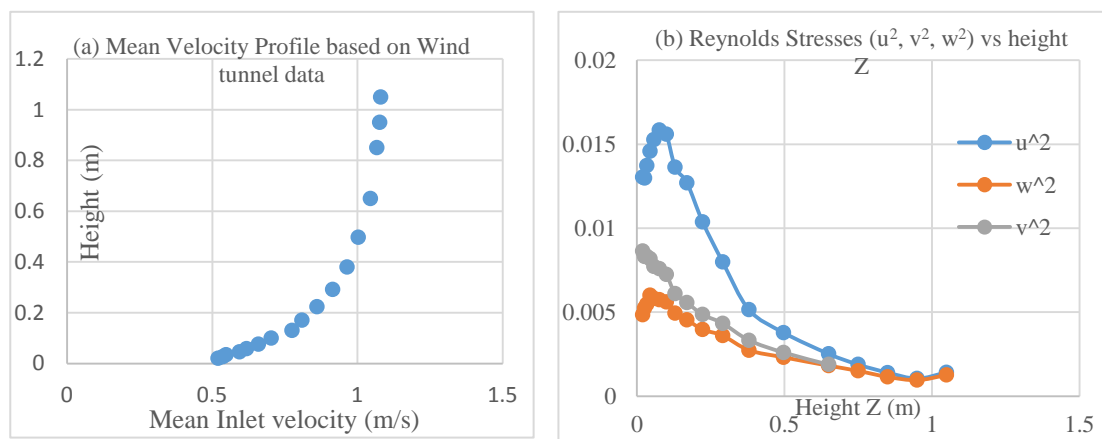 (a) Mean Velocity Profile based on Wind
tunnel data
1.2
1
0.8
0.6
0.4
0.2
0
Height (m)
0
0.5
1
1.5
Mean Inlet velocity (m/s)
(b) Reynolds Stresses (u², v², w²) vs height
Z
0.02
0.015
0.01
0.005
0
u^2
w^2
v^2
Height Z (m)
0
0.5
1
1.5